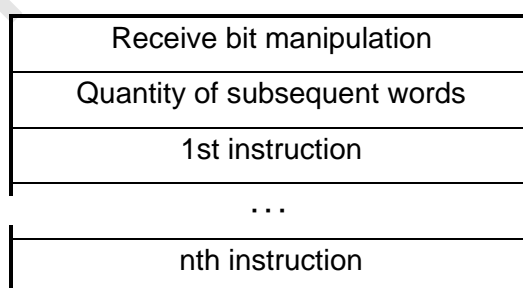 Receive bit manipulation
Quantity of subsequent words
1st instruction
. . .
nth instruction